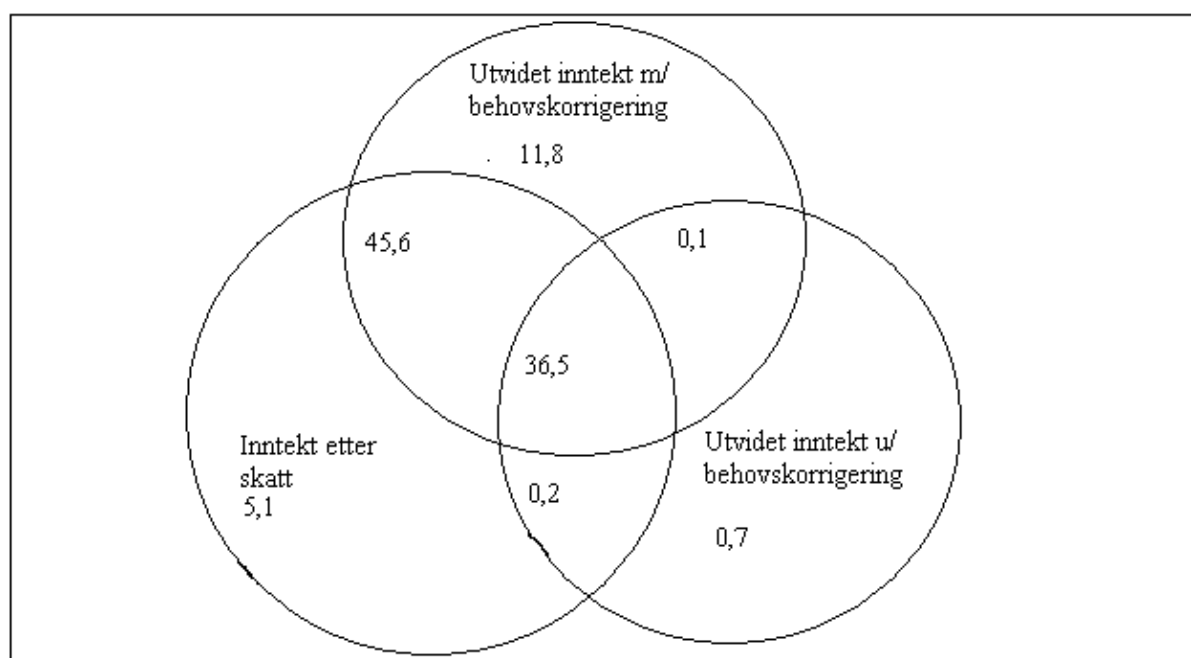 Utvidet inntekt m/
behovskorrigering
11,8
45,6
0,1
36,5
Inntekt etter
skatt
5,1
0,2
Utvidet inntekt u/
behovskorrigering
0,7